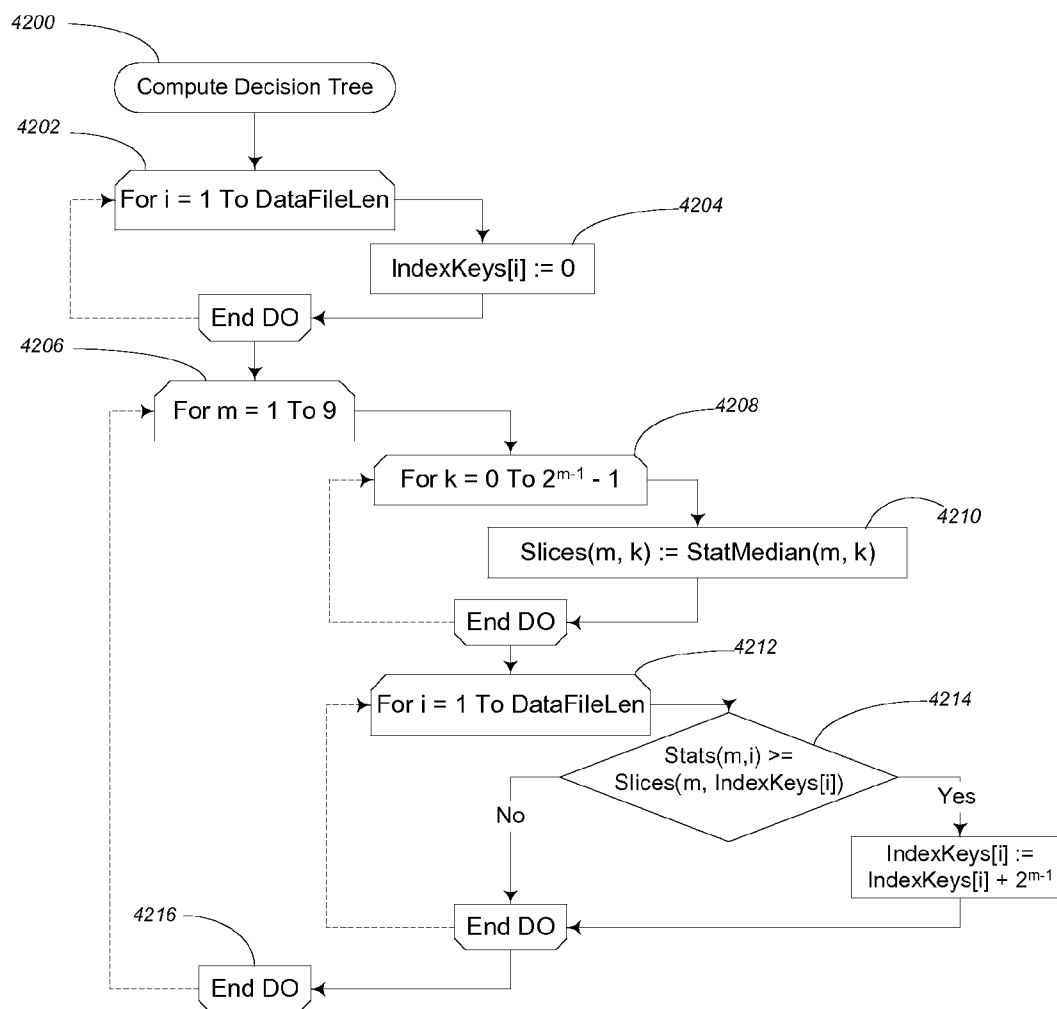 4200
Compute Decision Tree
4202
For i = 1 To DataFileLen
4204
IndexKeys[i] := 0
End DO
4206
For m = 1 To 9
4208
For k = 0 To 2^{m-1} - 1
4210
Slices(m, k) := StatMedian(m, k)
End DO
4212
For i = 1 To DataFileLen
4214
Stats(m,i) >=
Slices(m, IndexKeys[i])
No
Yes
IndexKeys[i] :=
IndexKeys[i] + 2^{m-1}
End DO
4216
End DO